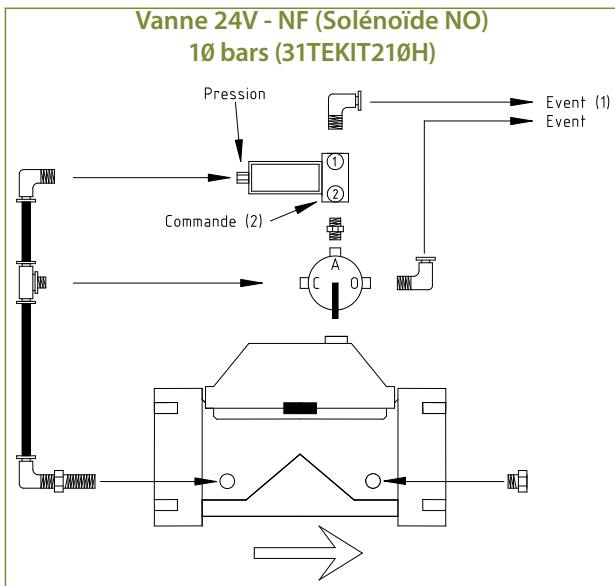 Vanne 24V - NF (Solénoïde NO)
1Ø bars (31TEKIT21ØH)
Pression
Event (1)
Event
1
2
Commande (2)
A
C
O